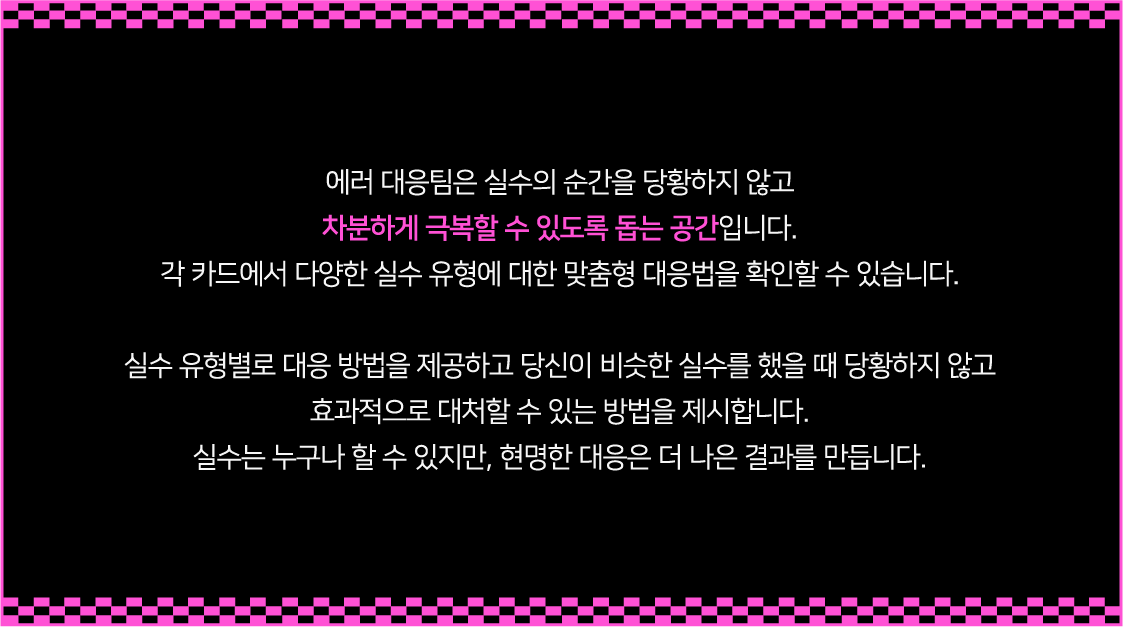 에러 대응팀은 실수의 순간을 당황하지 않고
차분하게 극복할 수 있도록 돕는 공간입니다.
각 카드에서 다양한 실수 유형에 대한 맞춤형 대응법을 확인할 수 있습니다.
실수 유형별로 대응 방법을 제공하고 당신이 비슷한 실수를 했을 때 당황하지 않고
효과적으로 대처할 수 있는 방법을 제시합니다.
실수는 누구나 할 수 있지만, 현명한 대응은 더 나은 결과를 만듭니다.